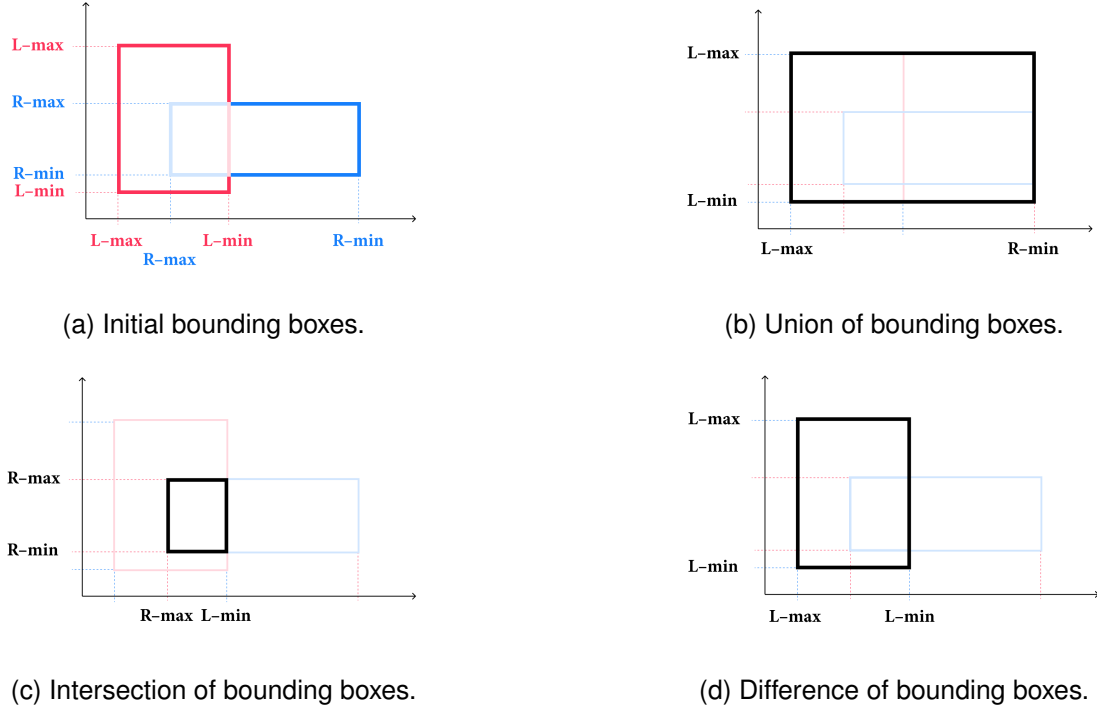 L–max
R–max
R–min
L–min
L–max
L–min
R–min
R–max
(a) Initial bounding boxes.
L–max
L–min
L–max
R–min
(b) Union of bounding boxes.
R–max
R–min
R–max
L–min
(c) Intersection of bounding boxes.
L–max
L–min
L–max
L–min
(d) Difference of bounding boxes.